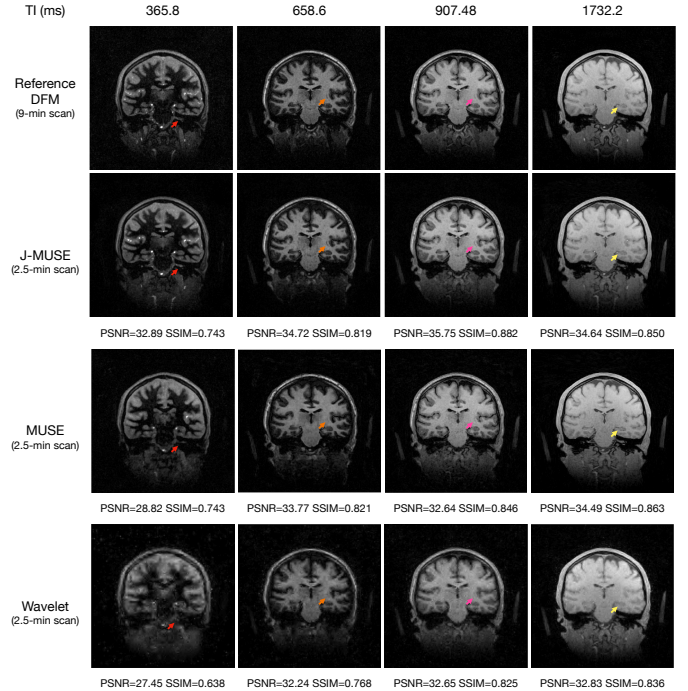 TI (ms) 365.8 658.6 907.48 1732.2
Reference
DFM
(9-min scan)
J-MUSE
(2.5-min scan)
PSNR=32.89 SSIM=0.743 PSNR=34.72 SSIM=0.819 PSNR=35.75 SSIM=0.882 PSNR=34.64 SSIM=0.850
MUSE
(2.5-min scan)
PSNR=28.82 SSIM=0.743 PSNR=33.77 SSIM=0.821 PSNR=32.64 SSIM=0.846 PSNR=34.49 SSIM=0.863
Wavelet
(2.5-min scan)
PSNR=27.45 SSIM=0.638 PSNR=32.24 SSIM=0.768 PSNR=32.65 SSIM=0.825 PSNR=32.83 SSIM=0.836